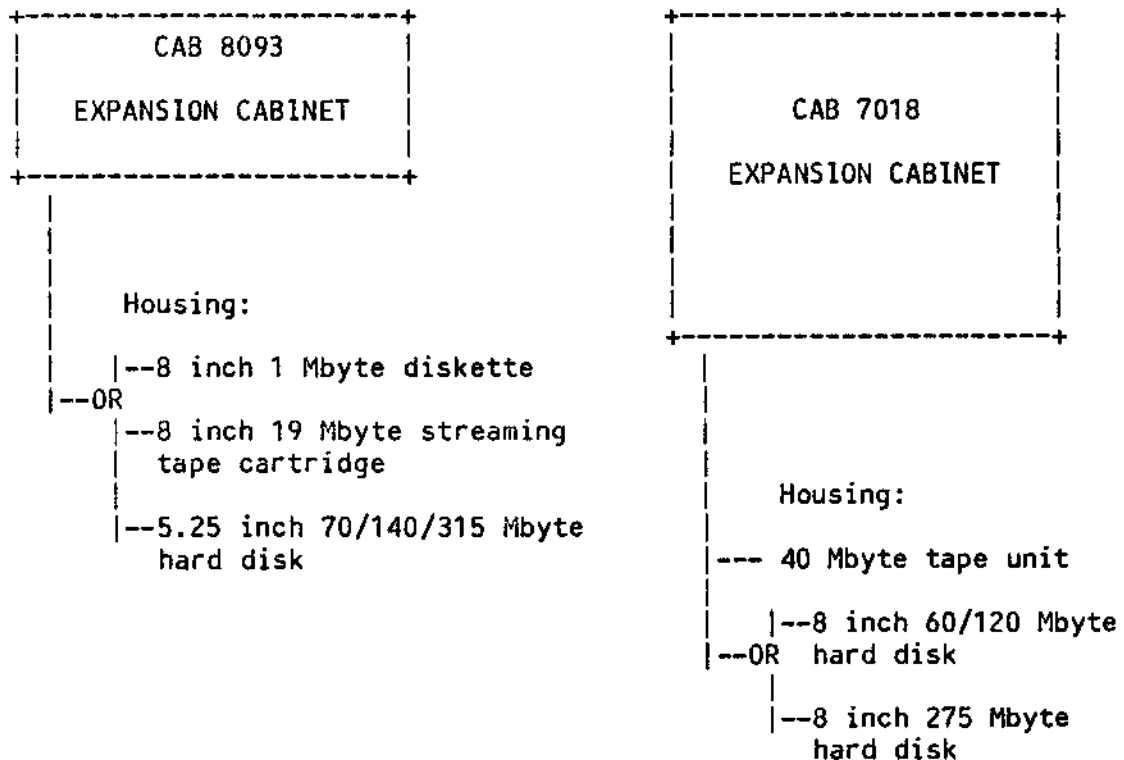 CAB 8093
EXPANSION CABINET
Housing:
|--8 inch 1 Mbyte diskette
|--OR
|--8 inch 19 Mbyte streaming
tape cartridge
|--5.25 inch 70/140/315 Mbyte
hard disk
CAB 7018
EXPANSION CABINET
Housing:
|--- 40 Mbyte tape unit
|--8 inch 60/120 Mbyte
|--OR hard disk
|--8 inch 275 Mbyte
hard disk